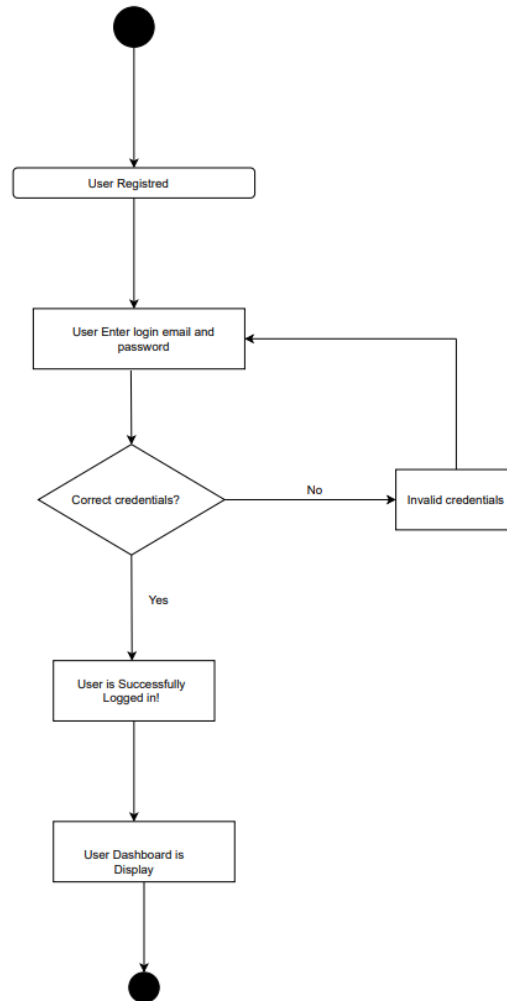 User Registred
User Enter login email and
password
Correct credentials?
No
Invalid credentials
Yes
User is Successfully
Logged in!
User Dashboard is
Display